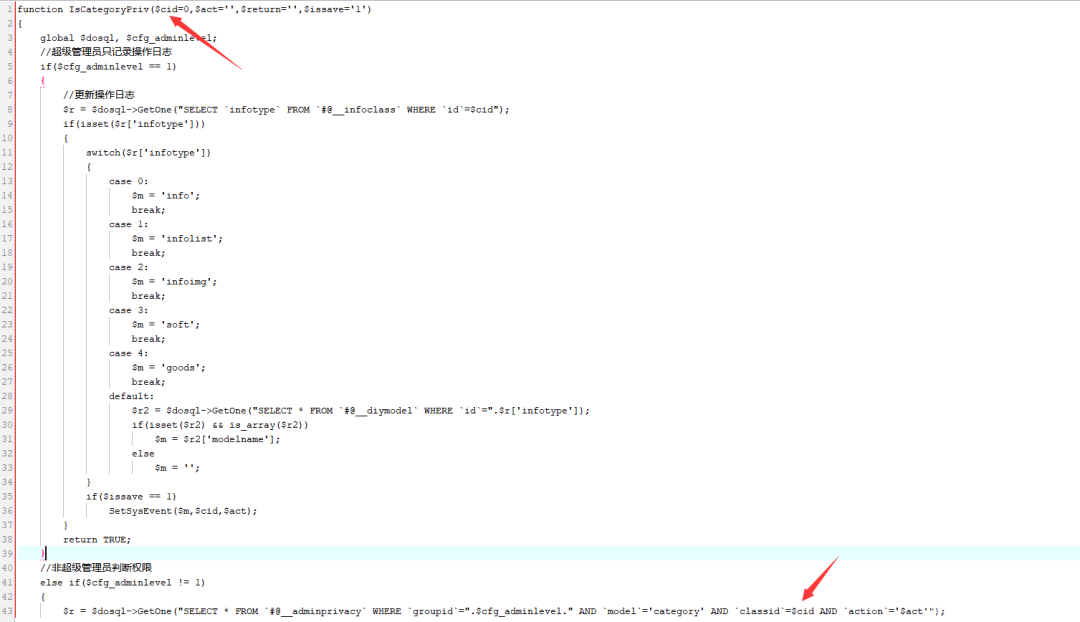 1 function IsCategoryPriv($cid=0,$act='',$return='',$issave='1')
2 {
3 global $dosql, $cfg_adminlevel;
4 //超级管理员只记录操作日志
5 if($cfg_adminlevel == 1)
6 {
7 //更新操作日志
8 $r = $dosql->GetOne("SELECT `infotype` FROM `#@__infoclass` WHERE `id`=$cid");
9 if(isset($r['infotype']))
10 {
11 switch($r['infotype'])
12 {
13 case 0:
14 $m = 'info';
15 break;
16 case 1:
17 $m = 'infolist';
18 break;
19 case 2:
20 $m = 'infoimg';
21 break;
22 case 3:
23 $m = 'soft';
24 break;
25 case 4:
26 $m = 'goods';
27 break;
28 default:
29 $r2 = $dosql->GetOne("SELECT * FROM `#@__diymodel` WHERE `id`=".$r['infotype']);
30 if(isset($r2) && is_array($r2))
31 $m = $r2['modelname'];
32 else
33 $m = '';
34 }
35 if($issave == 1)
36 SetSysEvent($m,$cid,$act);
37 }
38 return TRUE;
39 }
40 //非超级管理员判断权限
41 else if($cfg_adminlevel != 1)
42 {
43 $r = $dosql->GetOne("SELECT * FROM `#@__adminprivacy` WHERE `groupid`=".$cfg_adminlevel." AND `model`='category' AND `classid`=$cid AND `action`='$act'");